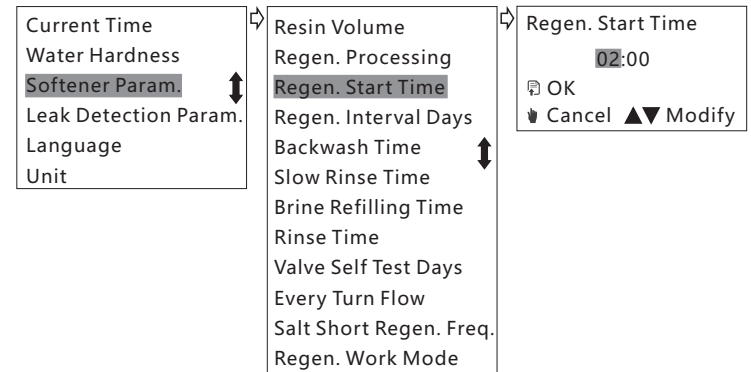 Current Time
Water Hardness
Softener Param.
Leak Detection Param.
Language
Unit
Resin Volume
Regen. Processing
Regen. Start Time
Regen. Interval Days
Backwash Time
Slow Rinse Time
Brine Refilling Time
Rinse Time
Valve Self Test Days
Every Turn Flow
Salt Short Regen. Freq.
Regen. Work Mode
Regen. Start Time
02:00
OK
Cancel ▲▼ Modify